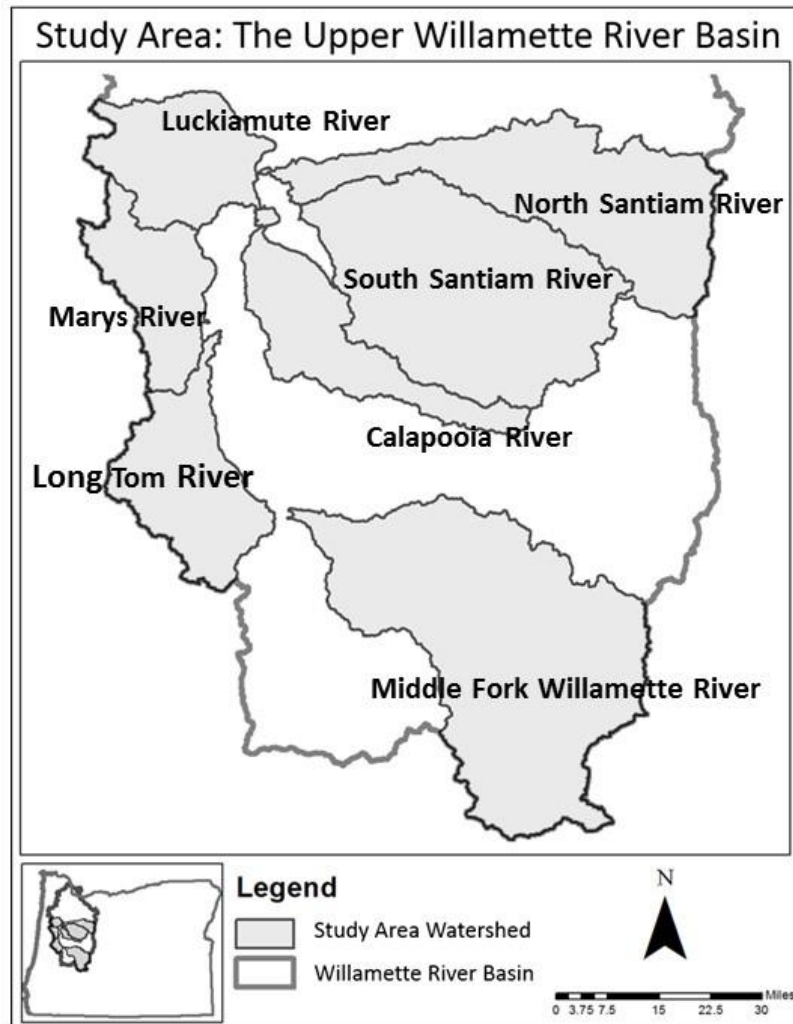 Study Area: The Upper Willamette River Basin
Luckiamute River
North Santiam River
South Santiam River
Marys River
Calapooia River
Long Tom River
Middle Fork Willamette River
Legend
Study Area Watershed
Willamette River Basin
N
Miles
0 3.75 7.5 15 22.5 30